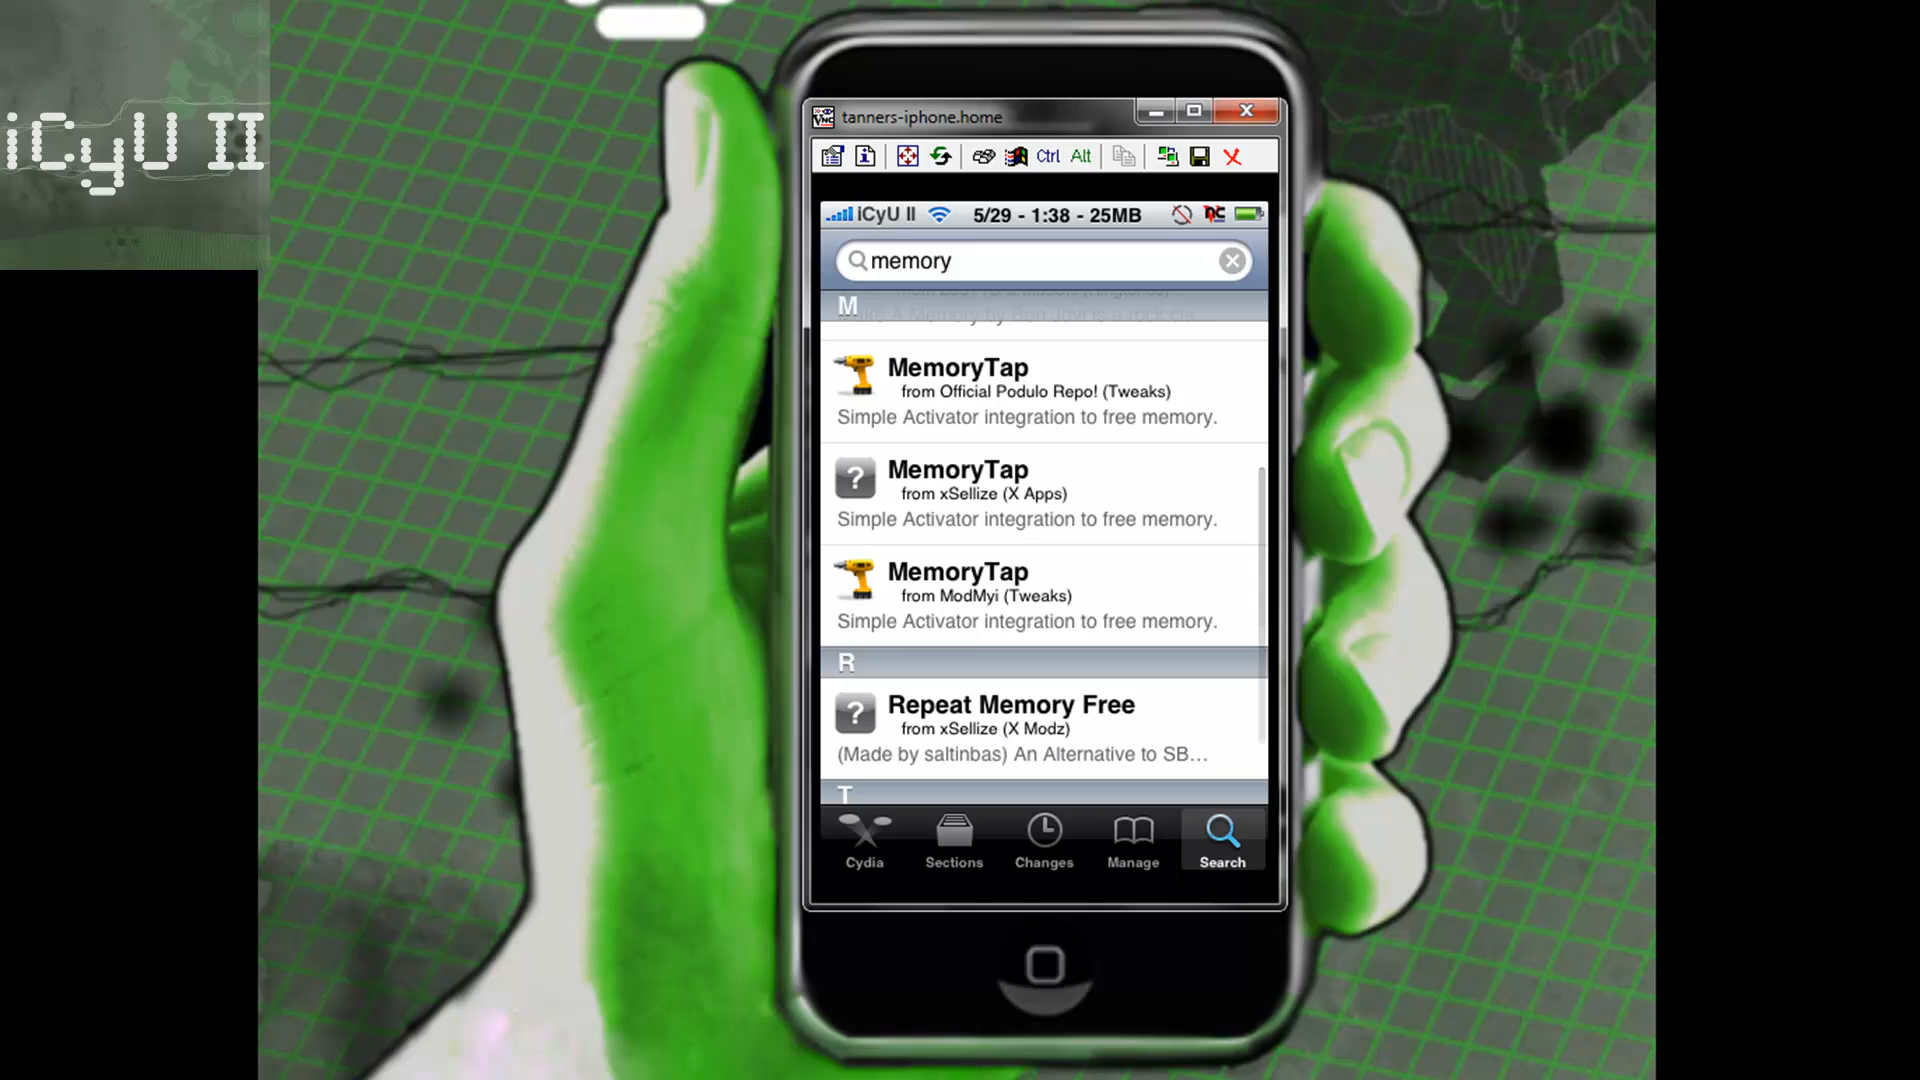 iCyU II
tanners-iphone.home
Ctrl Alt
iCyU II 5/29 - 1:38 - 25MB
memory
M
MemoryTap
from Official Podulo Repo! (Tweaks)
Simple Activator integration to free memory.
MemoryTap
from xSellize (X Apps)
Simple Activator integration to free memory.
MemoryTap
from ModMyi (Tweaks)
Simple Activator integration to free memory.
R
Repeat Memory Free
from xSellize (X Modz)
(Made by saltinbas) An Alternative to SB...
T
Cydia Sections Changes Manage Search